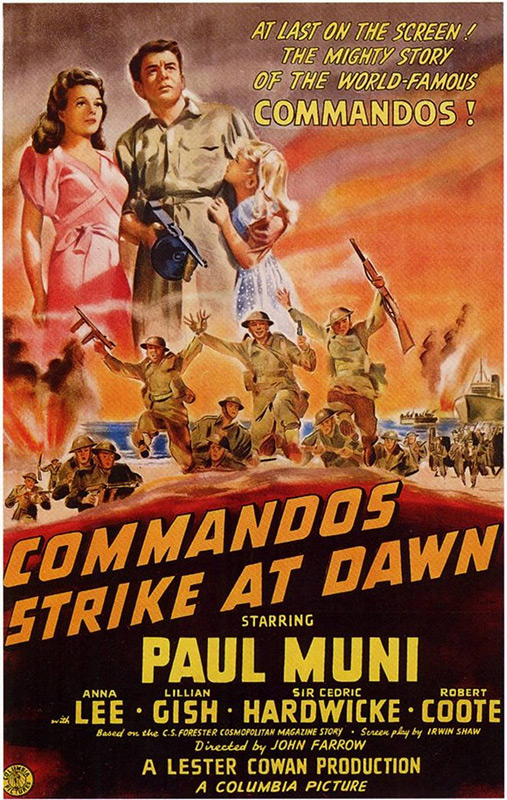 AT LAST ON THE SCREEN!
THE MIGHTY STORY
OF THE WORLD-FAMOUS
COMMANDOS!
COMMANDOS
STRIKE AT DAWN
STARRING
PAUL MUNI
with ANNA LEE · LILLIAN GISH · SIR CEDRIC HARDWICKE · ROBERT COOTE
Based on the C.S. FORESTER COSMOPOLITAN MAGAZINE STORY · Screen play by IRWIN SHAW
Directed by JOHN FARROW
A LESTER COWAN PRODUCTION
A COLUMBIA PICTURE
COLUMBIA PICTURES